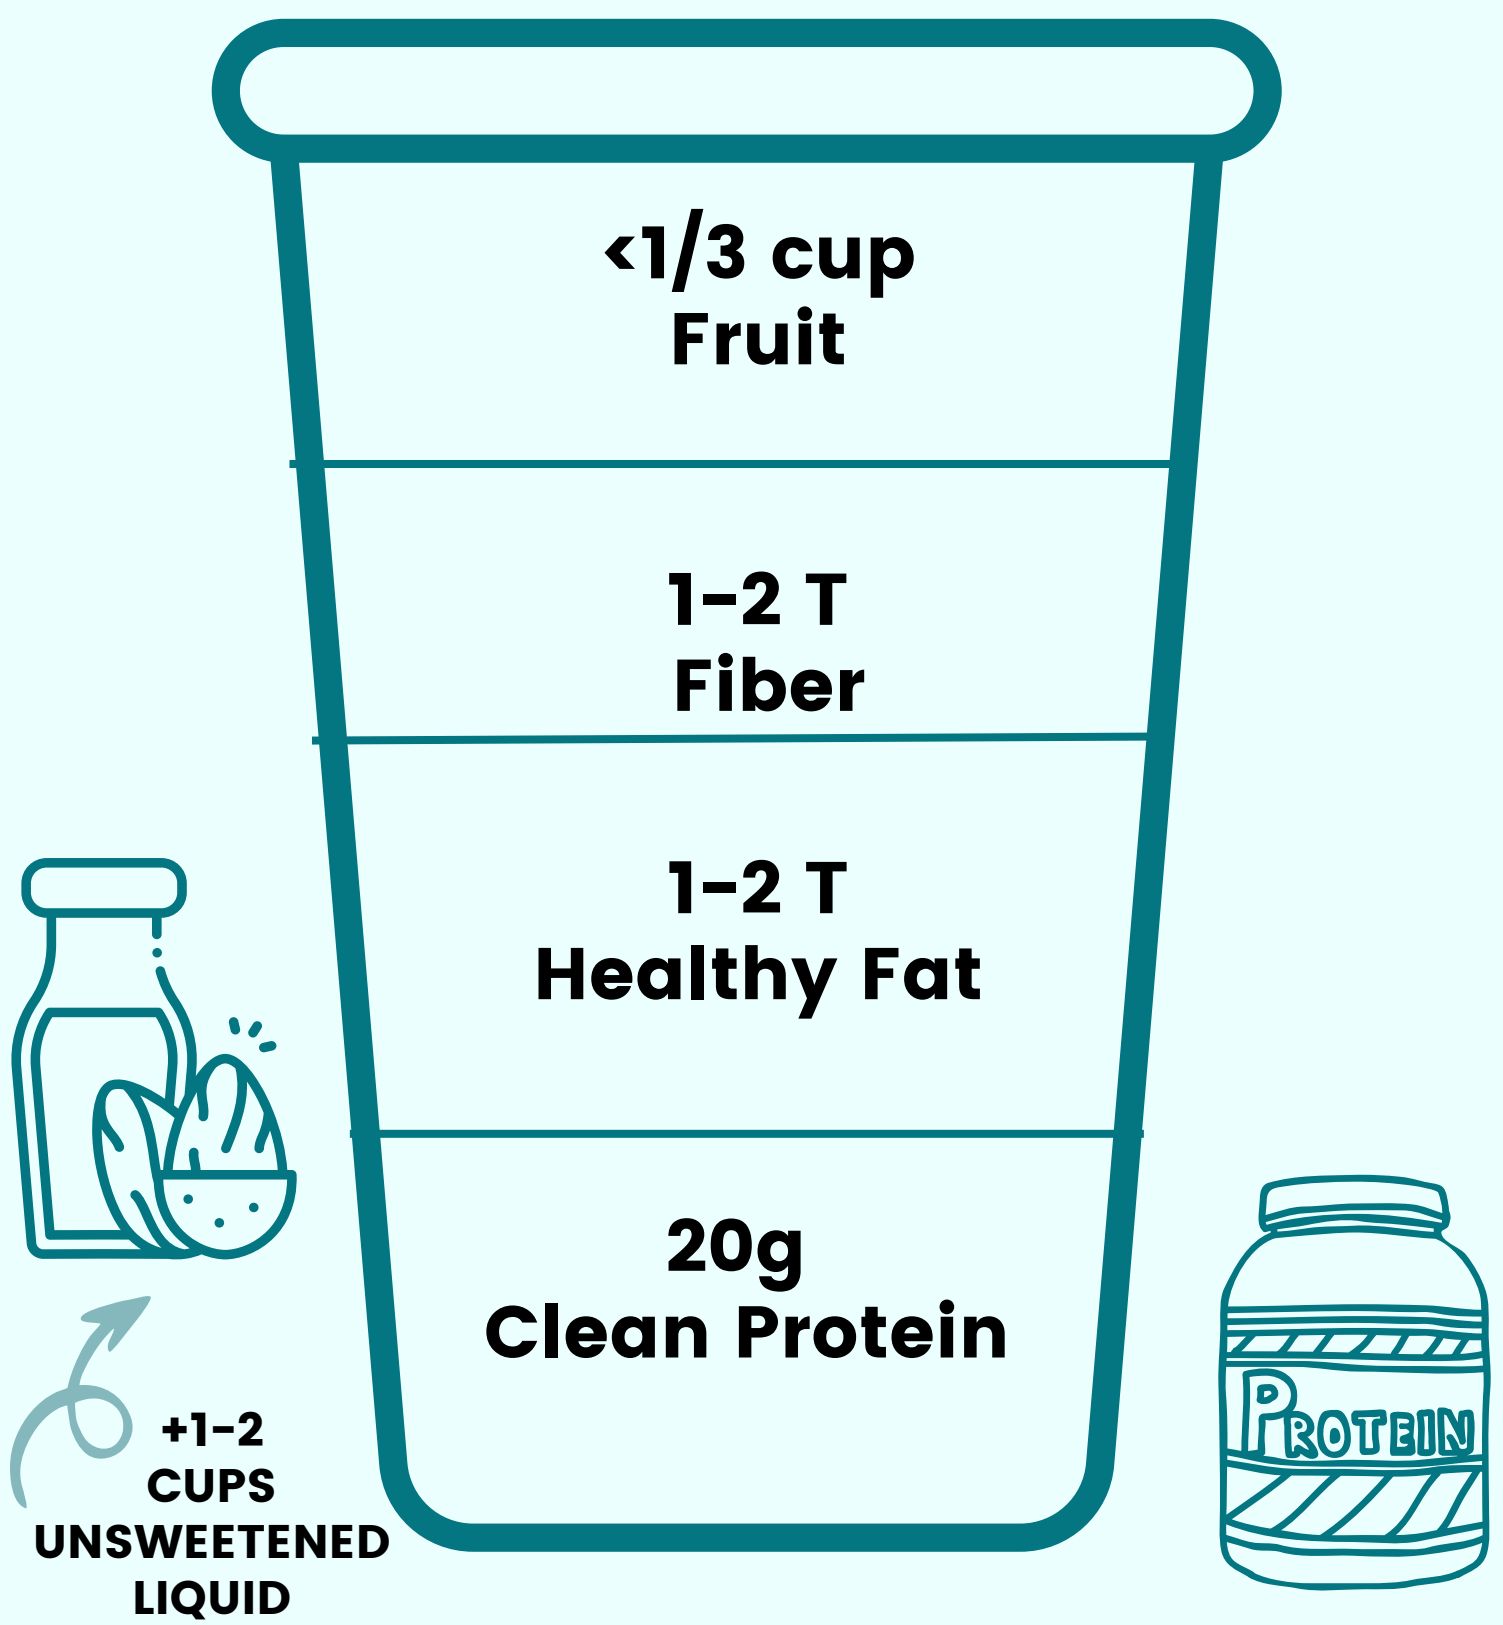 <1/3 cup
Fruit
1-2 T
Fiber
1-2 T
Healthy Fat
20g
Clean Protein
+1-2
CUPS
UNSWEETENED
LIQUID
PROTEIN